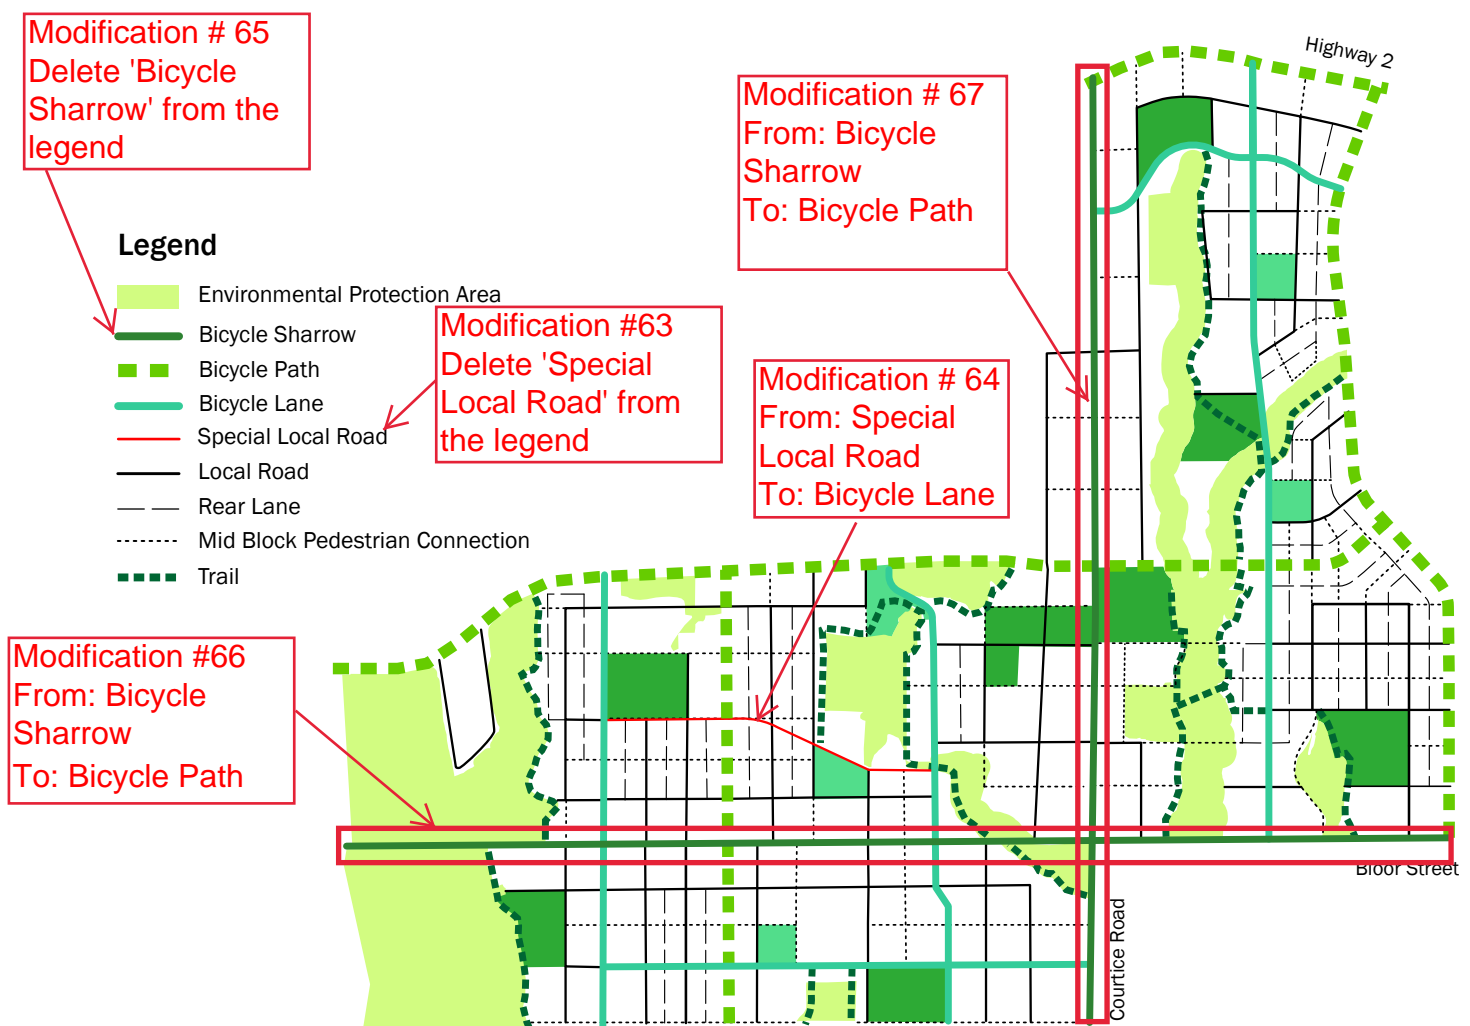 Modification # 65
Delete 'Bicycle
Sharrow' from the
legend
Highway 2
Modification # 67
From: Bicycle
Sharrow
To: Bicycle Path
Legend
Environmental Protection Area
Bicycle Sharrow
Bicycle Path
Bicycle Lane
Special Local Road
Local Road
Rear Lane
Mid Block Pedestrian Connection
Trail
Modification #63
Delete 'Special
Local Road' from
the legend
Modification # 64
From: Special
Local Road
To: Bicycle Lane
Modification #66
From: Bicycle
Sharrow
To: Bicycle Path
Bloor Street
Courtice Road